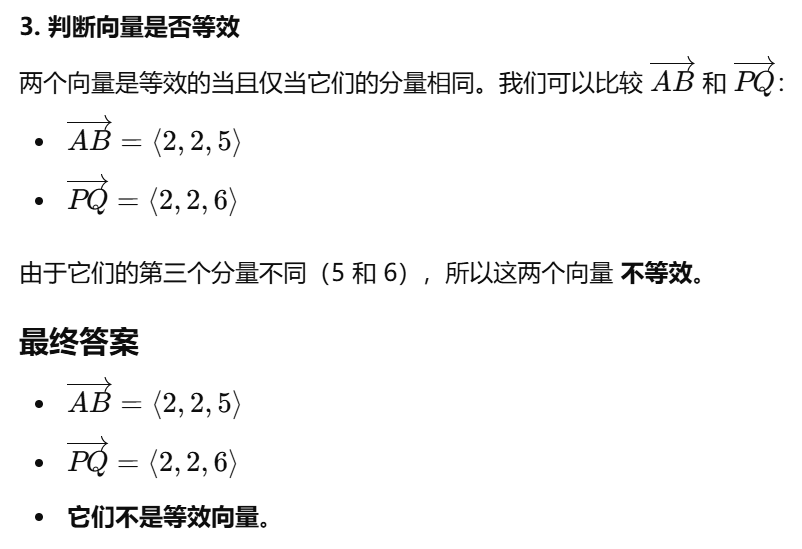 3. 判断向量是否等效
两个向量是等效的当且仅当它们的分量相同。我们可以比较 $\overrightarrow{AB}$ 和 $\overrightarrow{PQ}$：
• $\overrightarrow{AB} = \langle 2, 2, 5 \rangle$
• $\overrightarrow{PQ} = \langle 2, 2, 6 \rangle$
由于它们的第三个分量不同（5 和 6），所以这两个向量 不等效。
最终答案
• $\overrightarrow{AB} = \langle 2, 2, 5 \rangle$
• $\overrightarrow{PQ} = \langle 2, 2, 6 \rangle$
• 它们不是等效向量。